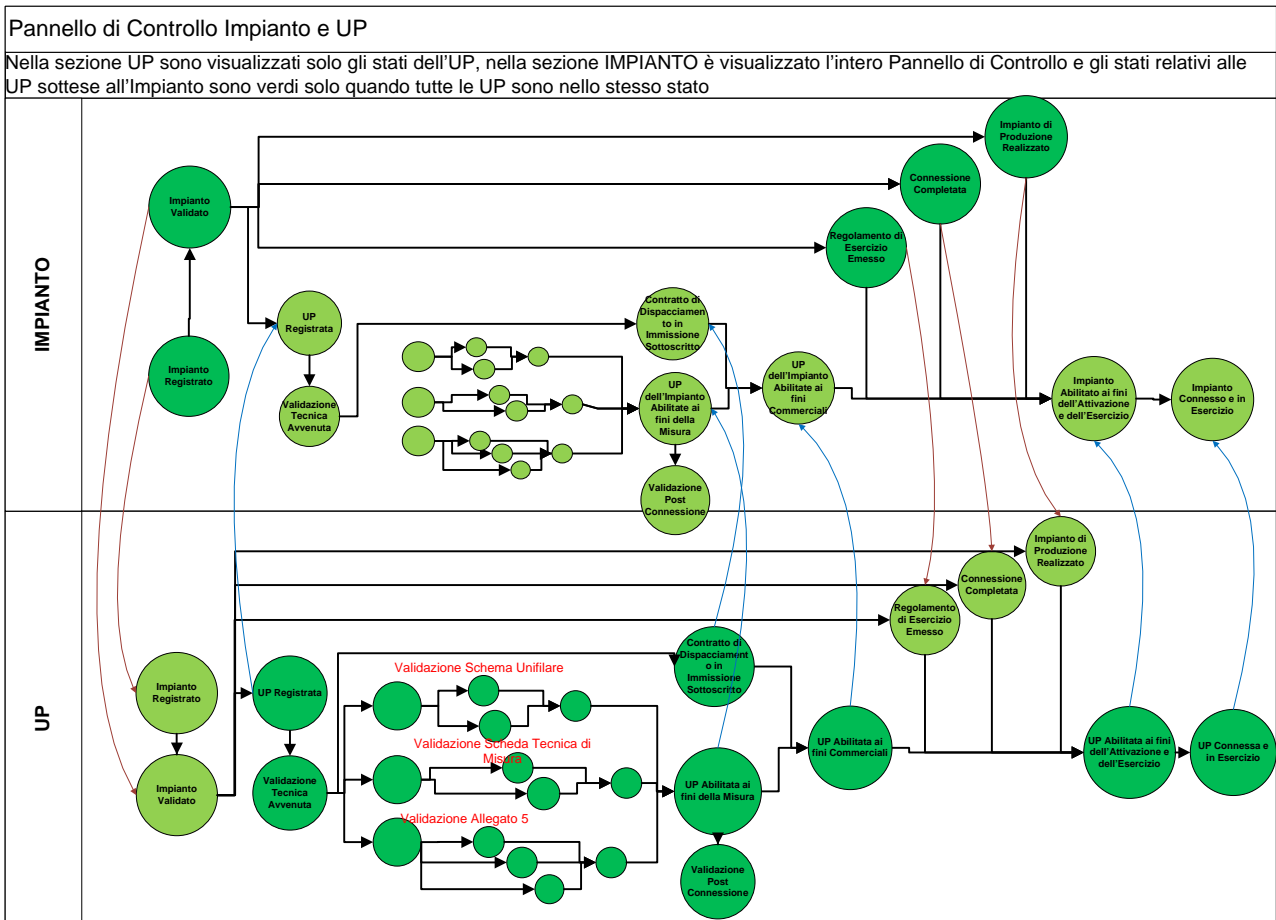 Pannello di Controllo Impianto e UP
Nella sezione UP sono visualizzati solo gli stati dell'UP, nella sezione IMPIANTO è visualizzato l'intero Pannello di Controllo e gli stati relativi alle
UP sottese all'Impianto sono verdi solo quando tutte le UP sono nello stesso stato
IMPIANTO
Impianto di
Produzione
Realizzato
Connessione
Completata
Impianto
Validato
Regolamento di
Esercizio
Emesso
UP
Registrata
Contratto di
Dispacciamen
to in
Immissione
Sottoscritto
Impianto
Registrato
Validazione
Tecnica
Avvenuta
UP
dell'Impianto
Abilitate ai
fini della
Misura
UP
dell'Impianto
Abilitate ai
fini
Commerciali
Impianto
Abilitato ai fini
dell'Attivazione
e dell'Esercizio
Impianto
Connesso e in
Esercizio
Validazione
Post
Connessione
UP
Impianto di
Produzione
Realizzato
Connessione
Completata
Regolamento
di Esercizio
Emesso
Impianto
Registrato
UP Registrata
Validazione Schema Unifilare
Contratto di
Dispacciament
o in
Immissione
Sottoscritto
Impianto
Validato
Validazione
Tecnica
Avvenuta
Validazione Scheda Tecnica di
Misura
Validazione Allegato 5
UP Abilitata ai
fini della Misura
UP Abilitata ai
fini Commerciali
UP Abilitata ai fini
dell'Attivazione e
dell'Esercizio
UP Connessa e
in Esercizio
Validazione
Post
Connessione